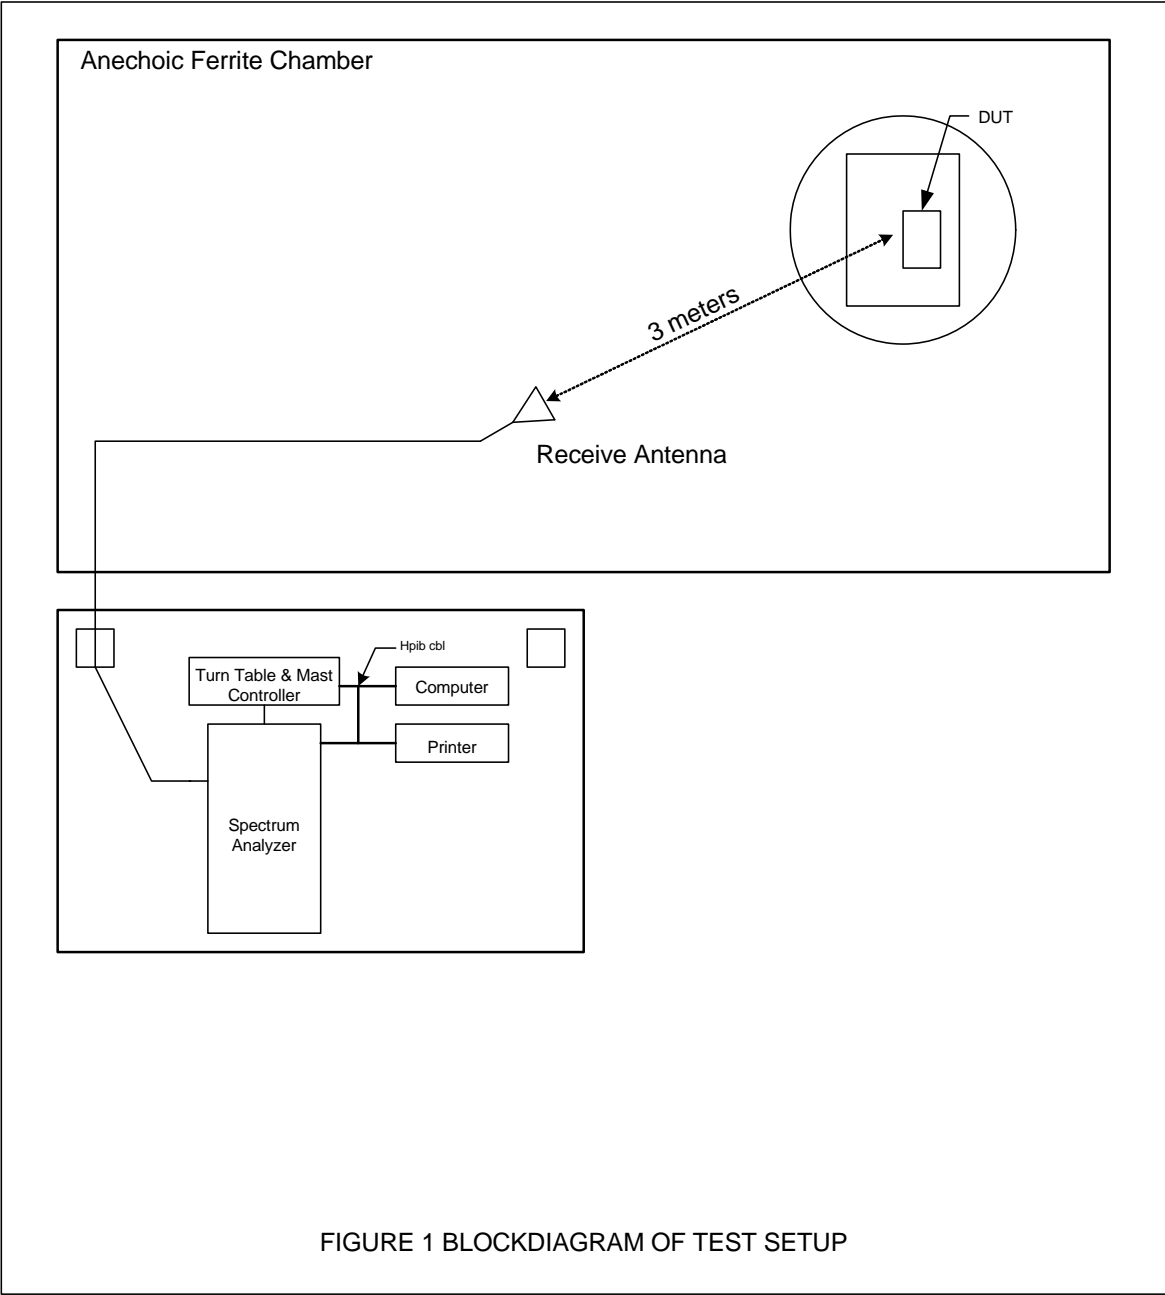 Anechoic Ferrite Chamber
DUT
3 meters
Receive Antenna
Hpib cbl
Turn Table & Mast
Controller
Computer
Printer
Spectrum
Analyzer
FIGURE 1 BLOCKDIAGRAM OF TEST SETUP